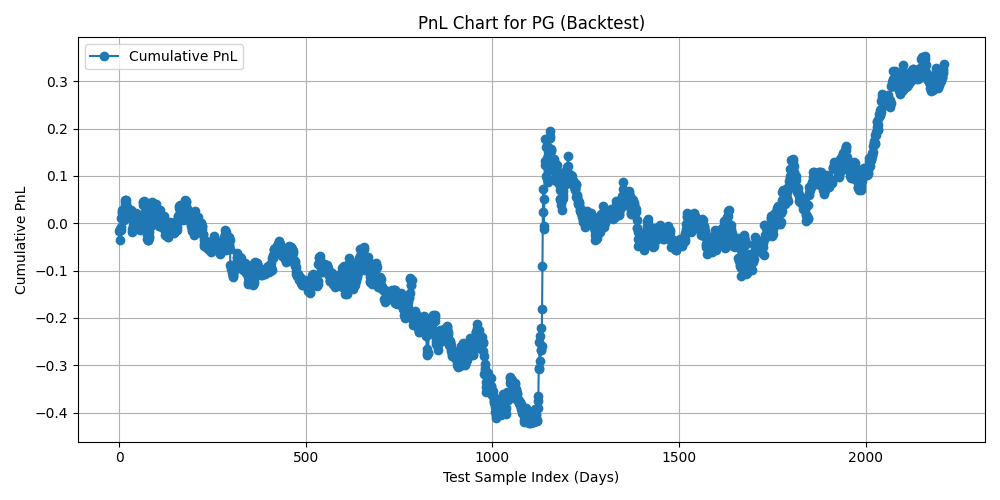 PnL Chart for PG (Backtest)
Cumulative PnL
0.3
0.2
0.1
0.0
−0.1
−0.2
−0.3
−0.4
Cumulative PnL
0 500 1000 1500 2000
Test Sample Index (Days)